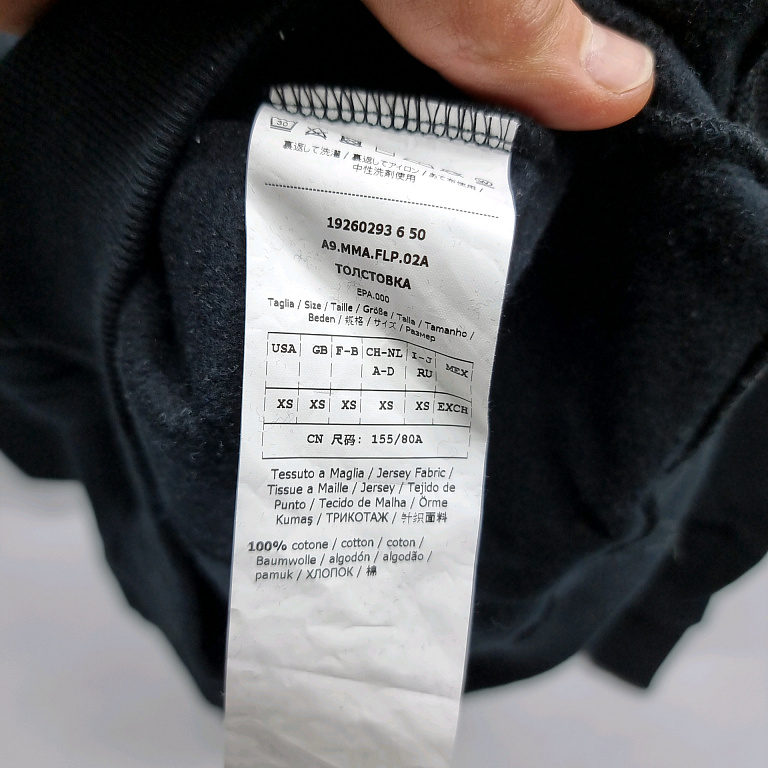 30
裏返して洗濯 / 裏返してアイロン / あて布使用 /
中性洗剤使用
19260293 6 50
A9.MMA.FLP.02A
ТОЛСТОВКА
EPA.000
Taglia / Size / Taille / Größe / Talla / Tamanho /
Beden / 规格 / サイズ / Размер
USA GB F-B CH-NL I-J MEX
A-D RU
XS XS XS XS XS EXCH
CN 尺码: 155/80A
Tessuto a Maglia / Jersey Fabric /
Tissue a Maille / Jersey / Tejido de
Punto / Tecido de Malha / Örme
Kumaş / ТРИКОТАЖ / 针织面料
100% cotone / cotton / coton /
Baumwolle / algodón / algodão /
pamuk / ХЛОПОК / 棉